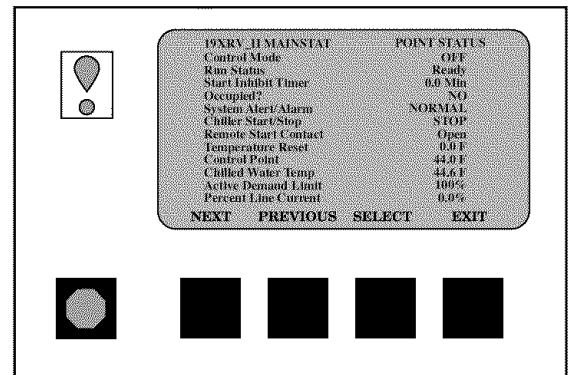 19XRV_II MAINSTAT POINT STATUS
Control Mode OFF
Run Status Ready
Start Inhibit Timer 0.0 Min
Occupied? NO
System Alert/Alarm NORMAL
Chiller Start/Stop STOP
Remote Start Contact Open
Temperature Reset 0.0 F
Control Point 44.0 F
Chilled Water Temp 44.6 F
Active Demand Limit 100%
Percent Line Current 0.0%
NEXT PREVIOUS SELECT EXIT